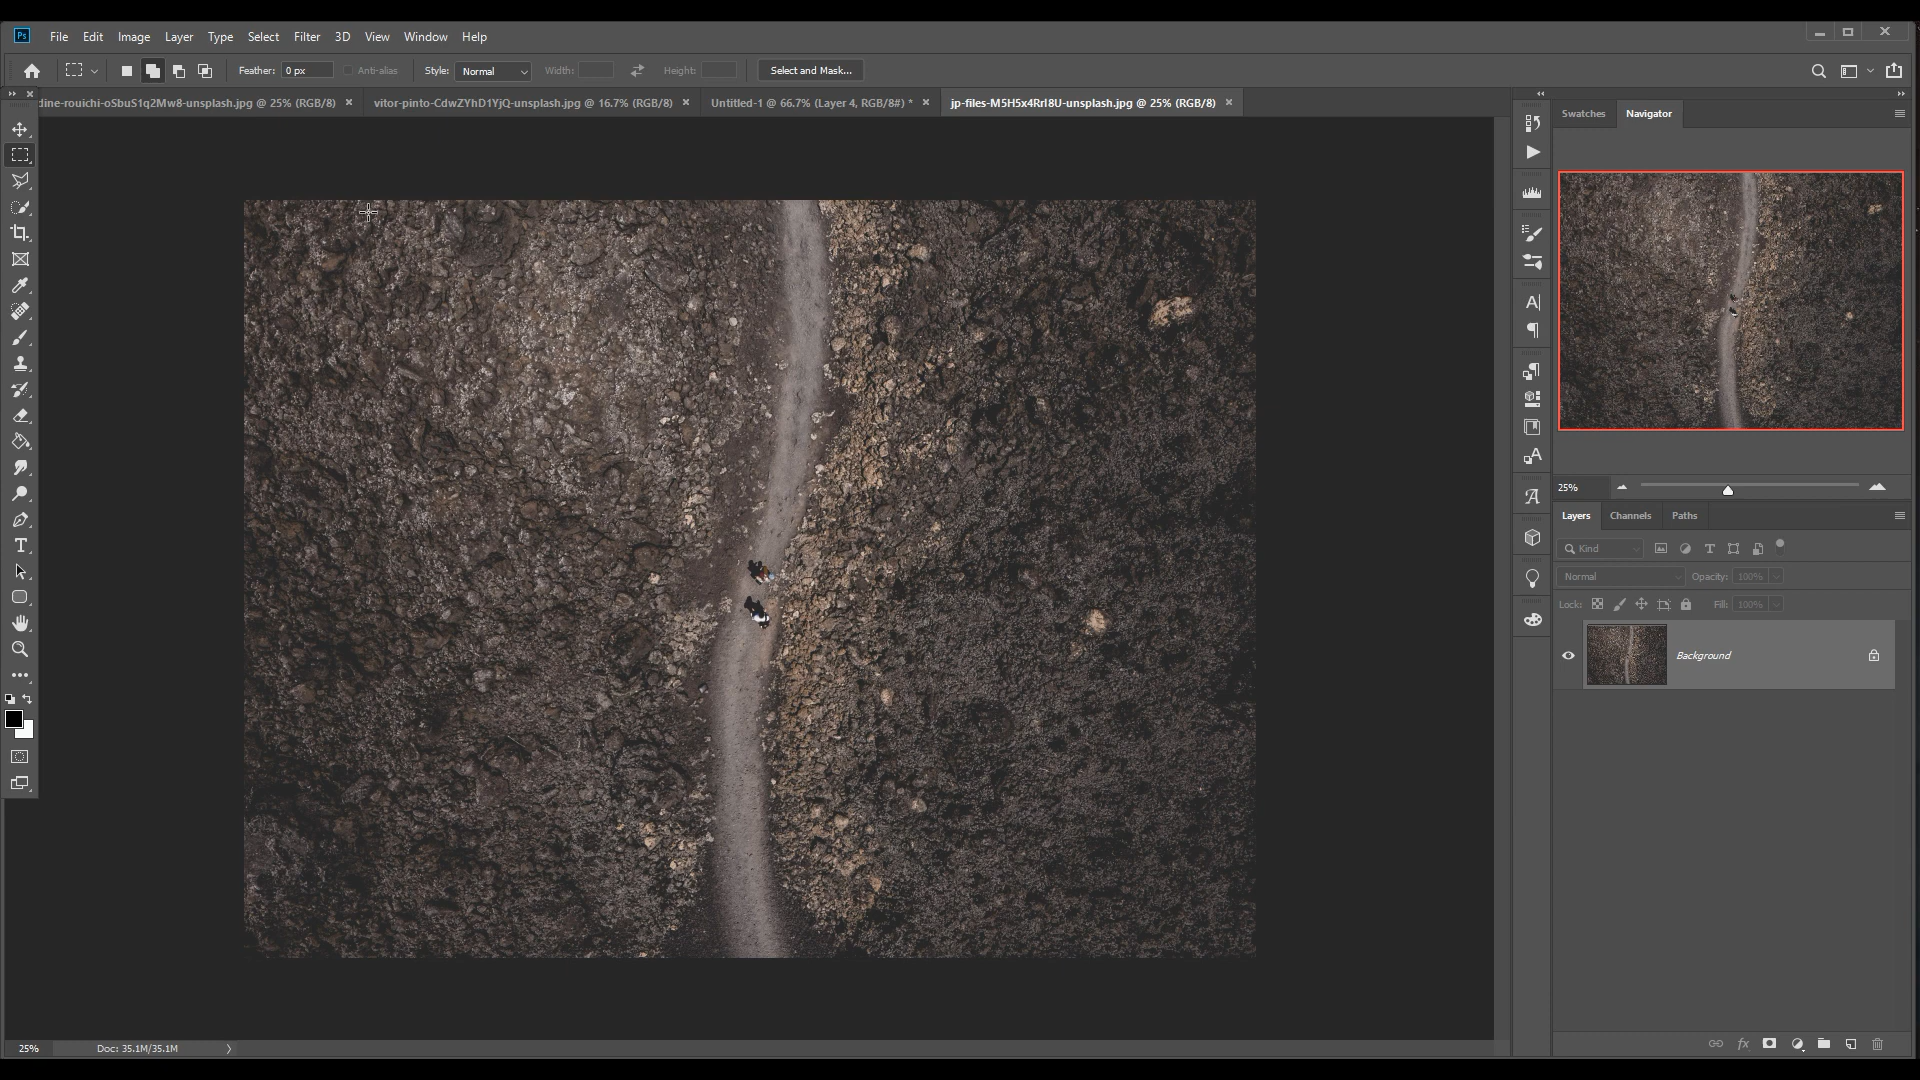 Ps File Edit Image Layer Type Select Filter 3D View Window Help
Feather: 0 px Anti-alias Style: Normal Width: Height: Select and Mask...
dine-rouichi-oSbuS1q2Mw8-unsplash.jpg @ 25% (RGB/8) vitor-pinto-CdwZYhD1YjQ-unsplash.jpg @ 16.7% (RGB/8) Untitled-1 @ 66.7% (Layer 4, RGB/8#) * jp-files-M5H5x4RrI8U-unsplash.jpg @ 25% (RGB/8)
Swatches Navigator
25%
Layers Channels Paths
Kind
Normal Opacity: 100%
Lock: Fill: 100%
Background
25% Doc: 35.1M/35.1M